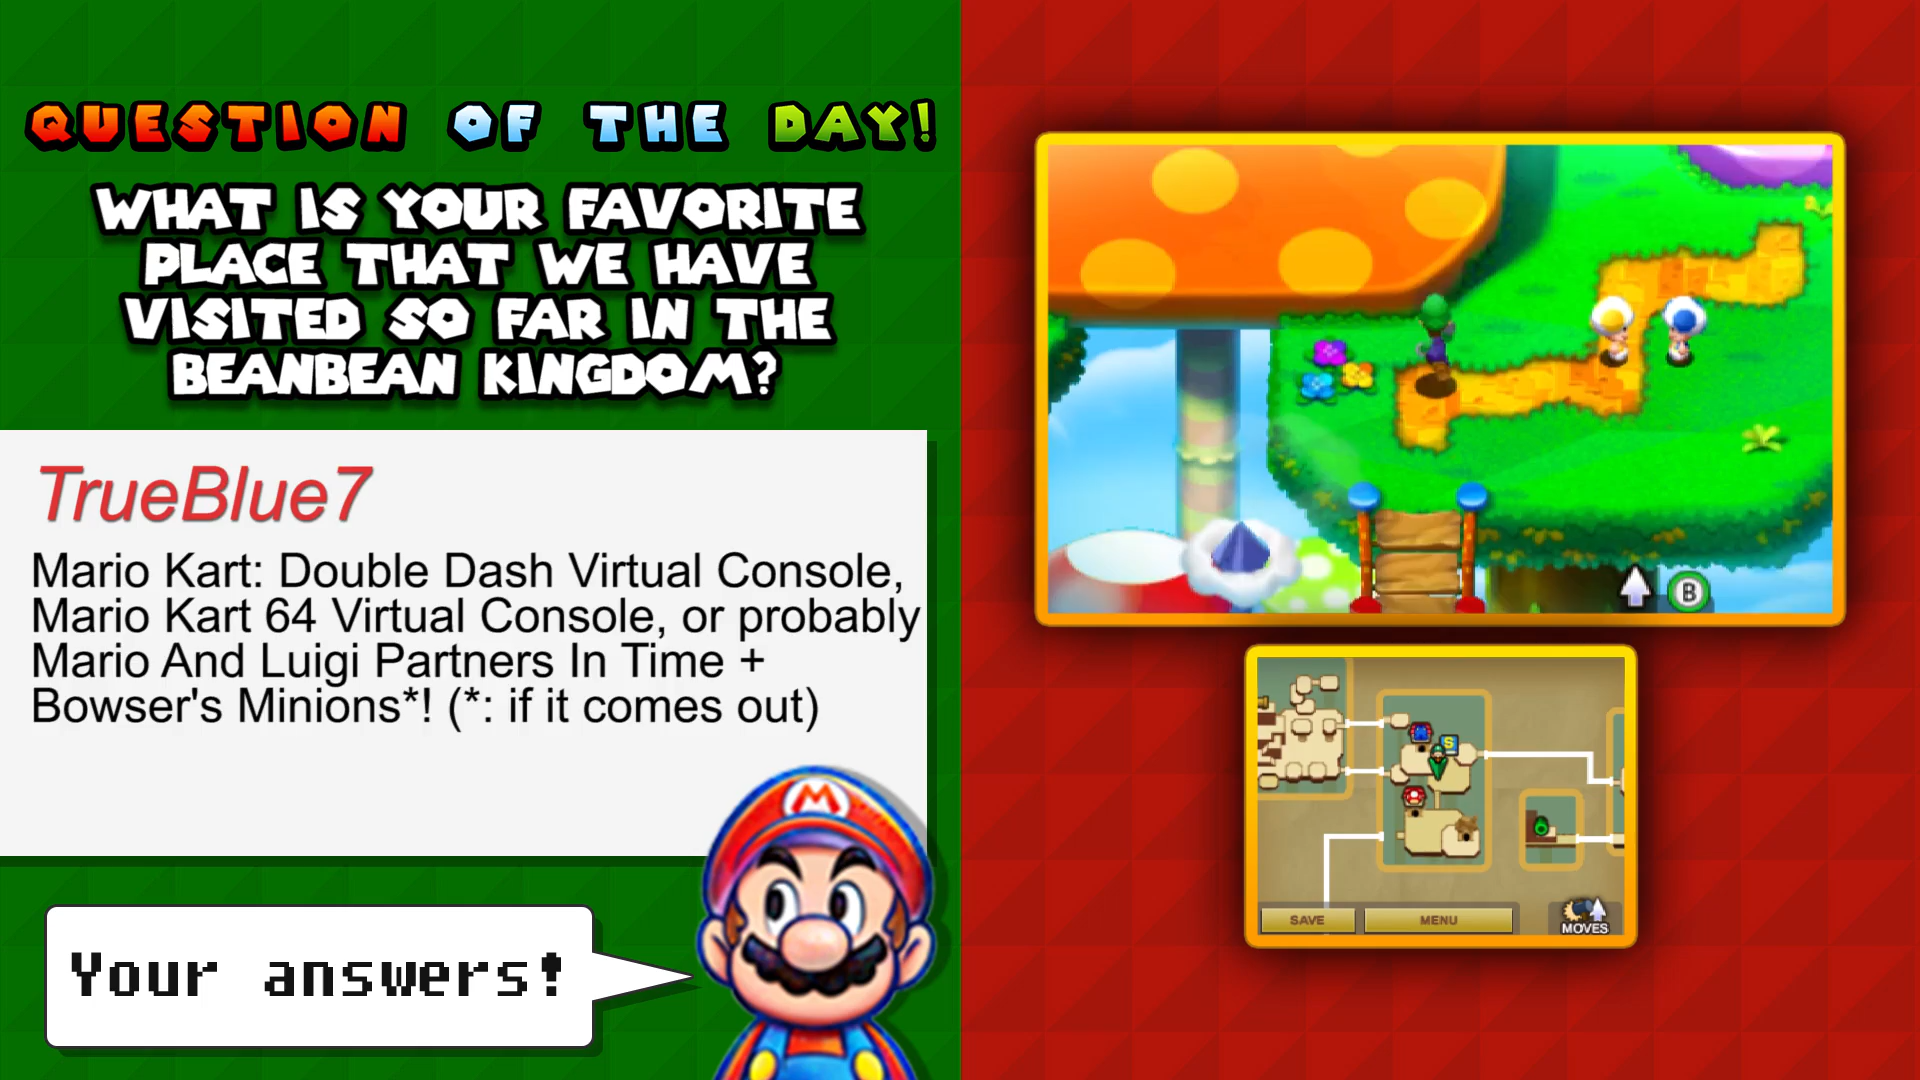 QUESTION OF THE DAY!
WHAT IS YOUR FAVORITE
PLACE THAT WE HAVE
VISITED SO FAR IN THE
BEANBEAN KINGDOM?
TrueBlue7
Mario Kart: Double Dash Virtual Console,
Mario Kart 64 Virtual Console, or probably
Mario And Luigi Partners In Time +
Bowser's Minions*! (*: if it comes out)
Your answers!
M
B
S
SAVE
MENU
MOVES